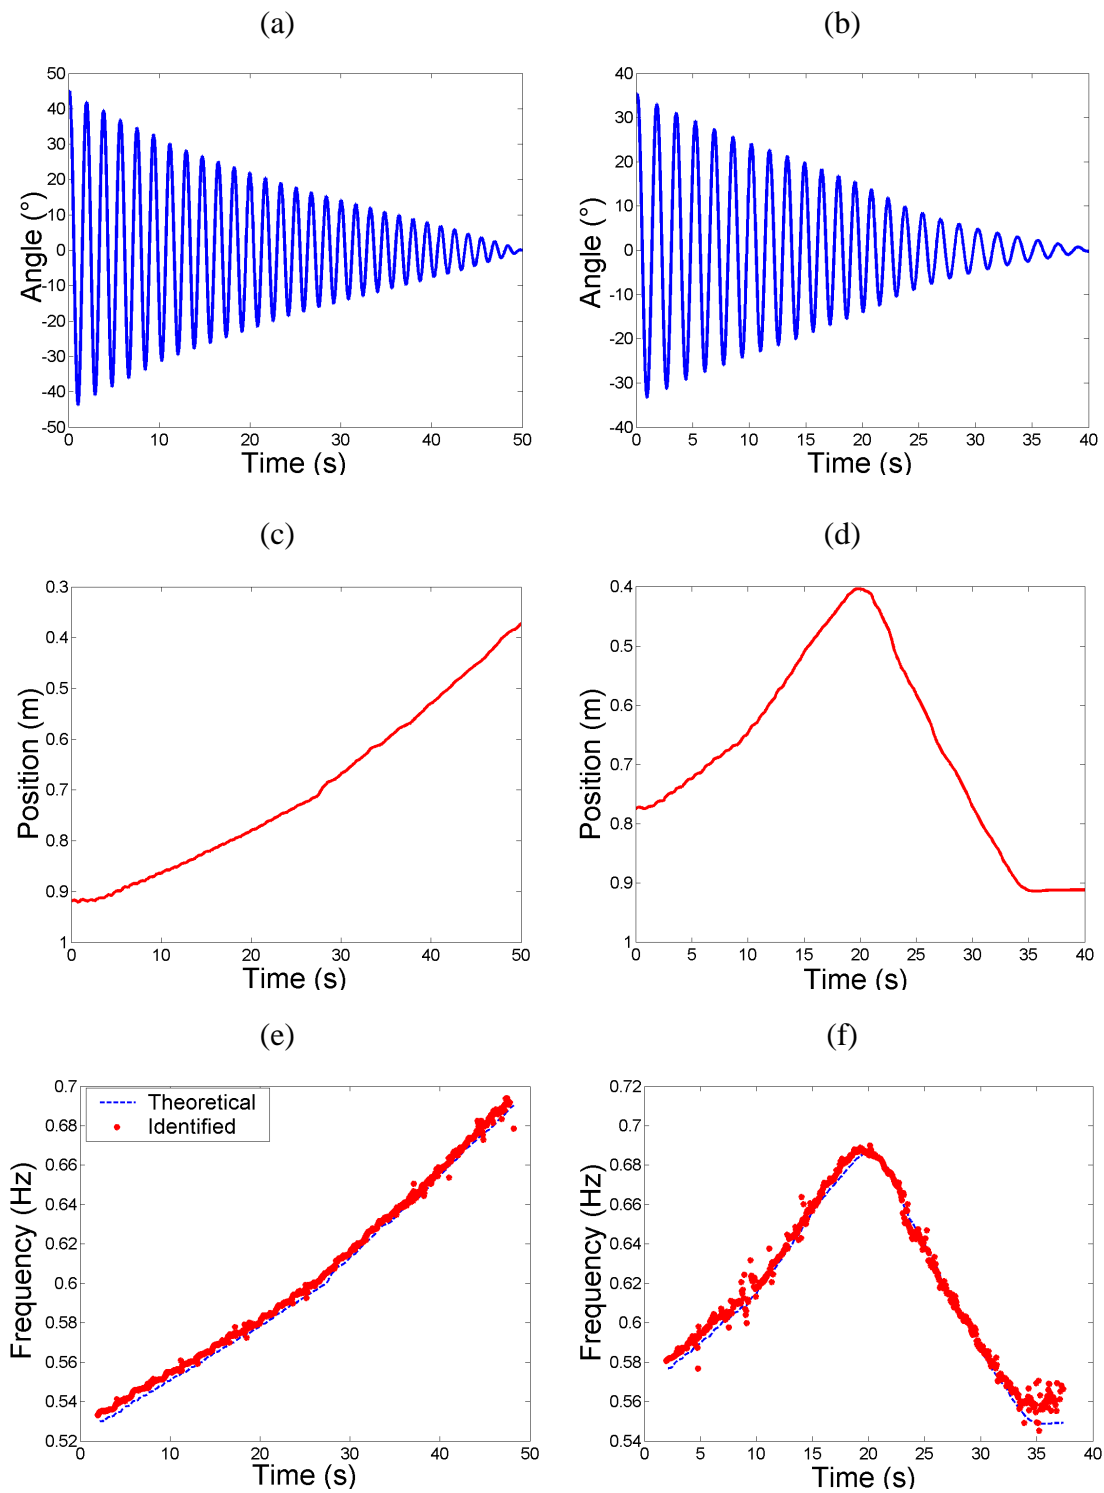 (a)
50
40
30
20
10
0
-10
-20
-30
-40
-50
Angle (°)
0 10 20 30 40 50
Time (s)
(b)
40
30
20
10
0
-10
-20
-30
-40
Angle (°)
0 5 10 15 20 25 30 35 40
Time (s)
(c)
0.3
0.4
0.5
0.6
0.7
0.8
0.9
1
Position (m)
0 10 20 30 40 50
Time (s)
(d)
0.4
0.5
0.6
0.7
0.8
0.9
1
Position (m)
0 5 10 15 20 25 30 35 40
Time (s)
(e)
0.7
0.68
0.66
0.64
0.62
0.6
0.58
0.56
0.54
0.52
Frequency (Hz)
Theoretical
Identified
0 10 20 30 40 50
Time (s)
(f)
0.72
0.7
0.68
0.66
0.64
0.62
0.6
0.58
0.56
0.54
Frequency (Hz)
0 5 10 15 20 25 30 35 40
Time (s)